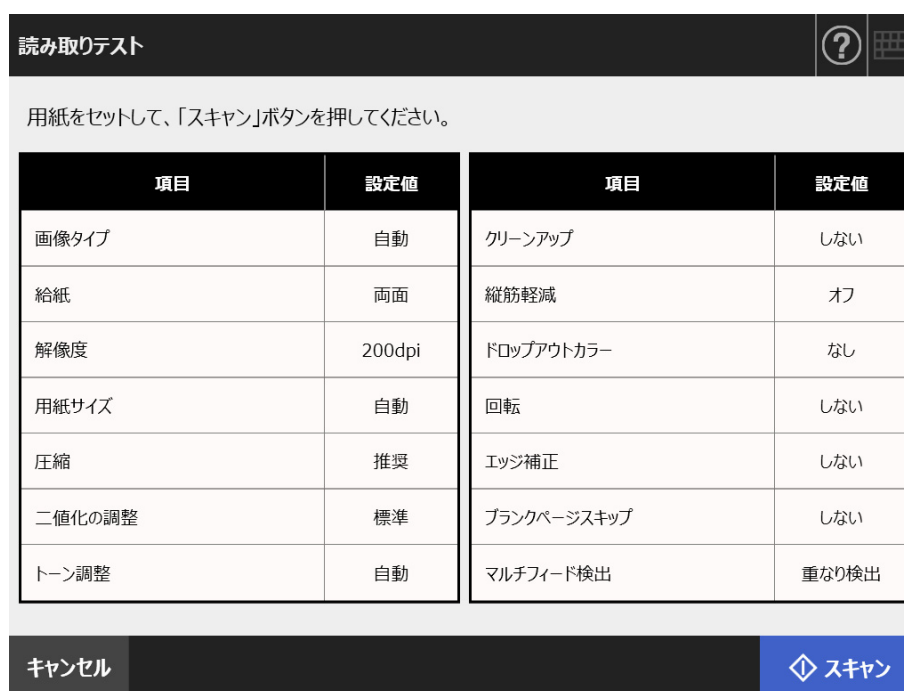 読み取りテスト
?
用紙をセットして、「スキャン」ボタンを押してください。
項目 設定値 項目 設定値
画像タイプ 自動 クリーンアップ しない
給紙 両面 縦筋軽減 オフ
解像度 200dpi ドロップアウトカラー なし
用紙サイズ 自動 回転 しない
圧縮 推奨 エッジ補正 しない
二値化の調整 標準 ブランクページスキップ しない
トーン調整 自動 マルチフィード検出 重なり検出
キャンセル スキャン